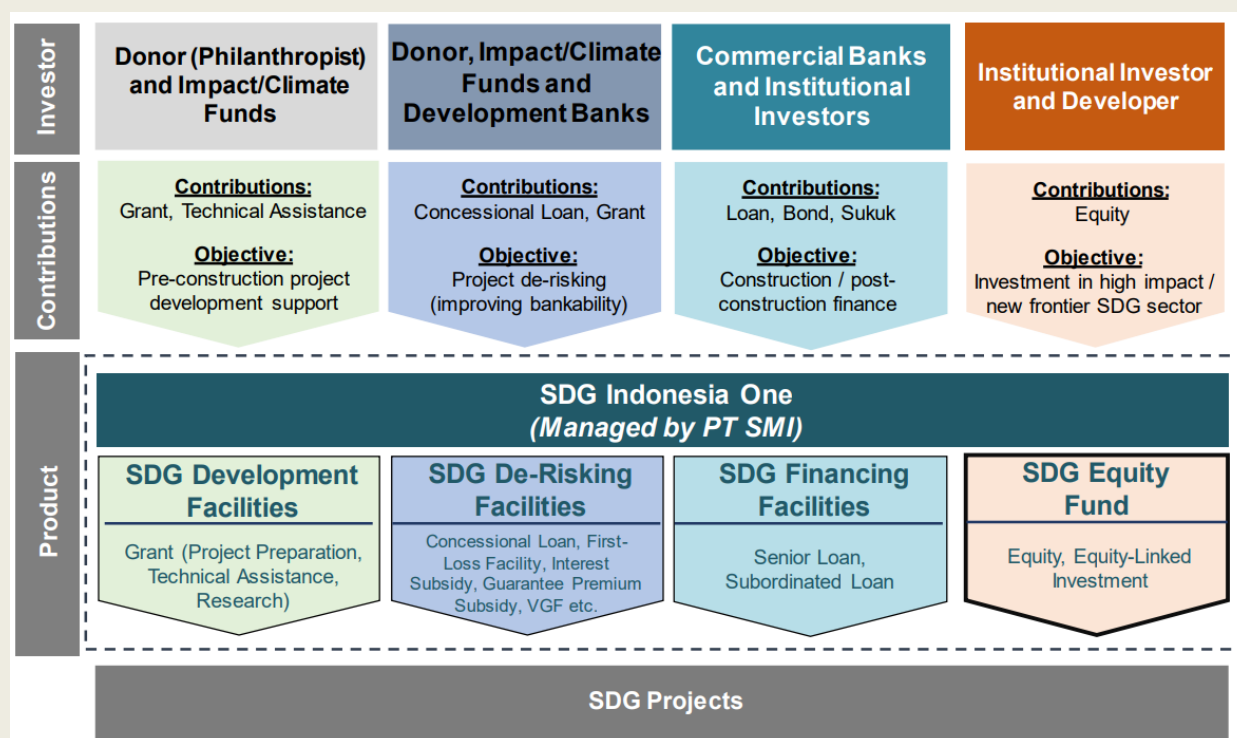 Investor
Donor (Philanthropist)
and Impact/Climate
Funds
Donor, Impact/Climate
Funds and
Development Banks
Commercial Banks
and Institutional
Investors
Institutional Investor
and Developer
Contributions
Contributions:
Grant, Technical Assistance
Objective:
Pre-construction project
development support
Contributions:
Concessional Loan, Grant
Objective:
Project de-risking
(improving bankability)
Contributions:
Loan, Bond, Sukuk
Objective:
Construction / post-
construction finance
Contributions:
Equity
Objective:
Investment in high impact /
new frontier SDG sector
Product
SDG Indonesia One
(Managed by PT SMI)
SDG Development
Facilities
Grant (Project Preparation,
Technical Assistance,
Research)
SDG De-Risking
Facilities
Concessional Loan, First-
Loss Facility, Interest
Subsidy, Guarantee Premium
Subsidy, VGF etc.
SDG Financing
Facilities
Senior Loan,
Subordinated Loan
SDG Equity
Fund
Equity, Equity-Linked
Investment
SDG Projects